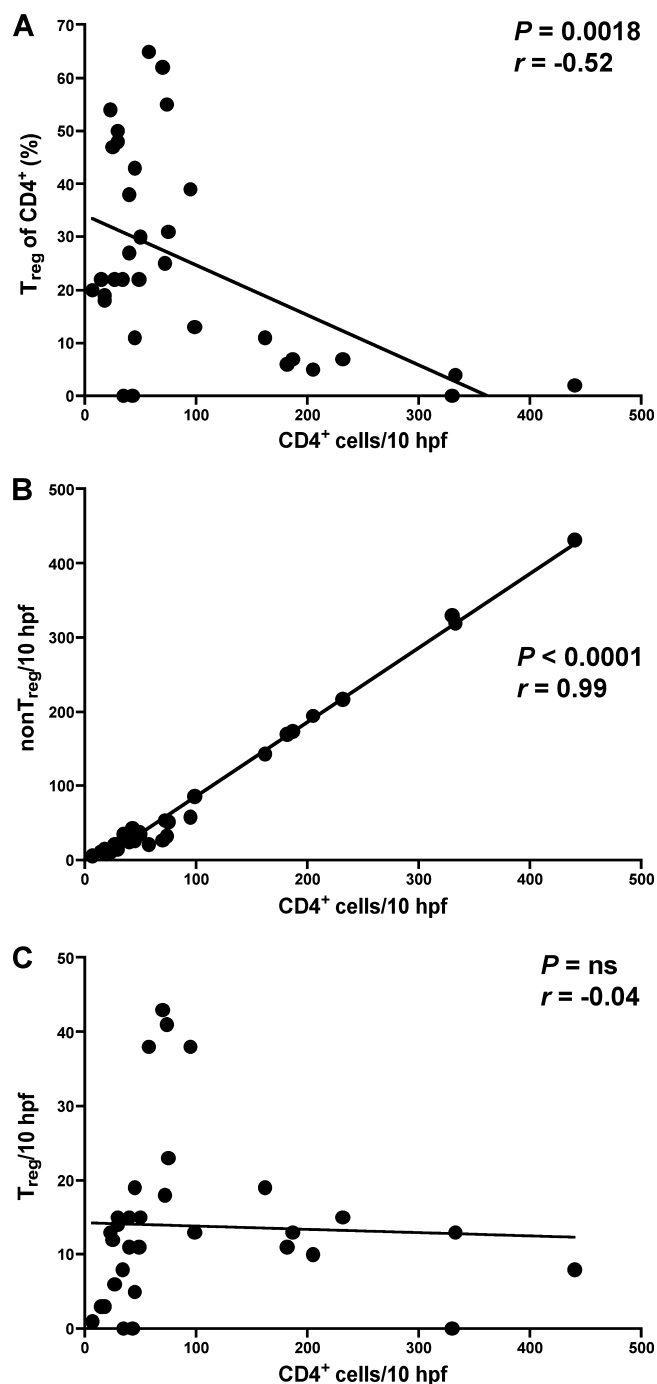 A
P = 0.0018
r = -0.52
70
60
50
40
30
20
10
0
Treg of CD4+ (%)
0 100 200 300 400 500
CD4+ cells/10 hpf
B
500
400
300
200
100
0
nonTreg/10 hpf
P < 0.0001
r = 0.99
0 100 200 300 400 500
CD4+ cells/10 hpf
C
P = ns
r = -0.04
50
40
30
20
10
0
Treg/10 hpf
0 100 200 300 400 500
CD4+ cells/10 hpf